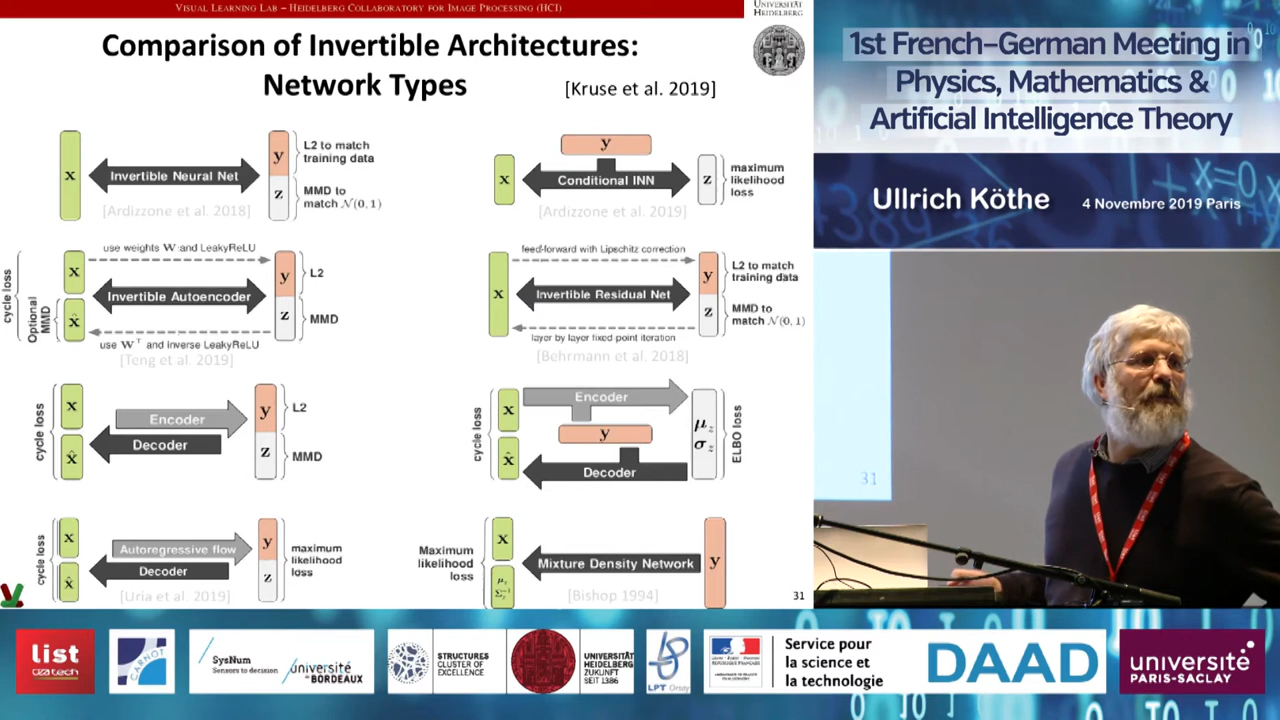 VISUAL LEARNING LAB – HEIDELBERG COLLABORATORY FOR IMAGE PROCESSING (HCI)
UNIVERSITÄT
HEIDELBERG
Comparison of Invertible Architectures:
Network Types
[Kruse et al. 2019]
x
Invertible Neural Net
y
z
L2 to match
training data
MMD to
match N(0, 1)
[Ardizzone et al. 2018]
y
x
Conditional INN
z
maximum
likelihood
loss
[Ardizzone et al. 2019]
use weights W and LeakyReLU
cycle loss
Optional
MMD
x
x̂
Invertible Autoencoder
y
z
L2
MMD
use W⊤ and inverse LeakyReLU
[Teng et al. 2019]
feed-forward with Lipschitz correction
x
Invertible Residual Net
y
z
L2 to match
training data
MMD to
match N(0, 1)
layer by layer fixed point iteration
[Behrmann et al. 2018]
cycle loss
x
x̂
Encoder
Decoder
y
z
L2
MMD
cycle loss
x
x̂
Encoder
y
Decoder
μz
σz
ELBO loss
cycle loss
x
x̂
Autoregressive flow
Decoder
y
z
maximum
likelihood
loss
[Uria et al. 2019]
Maximum
likelihood
loss
x
Mixture Density Network
y
[Bishop 1994]
31
1st French–German Meeting in
Physics, Mathematics &
Artificial Intelligence Theory
Ullrich Köthe
4 Novembre 2019 Paris
31
list
ceatech
CARNOT
SysNum
Sensors to decision
université
de BORDEAUX
STRUCTURES
CLUSTER OF
EXCELLENCE
UNIVERSITÄT
HEIDELBERG
ZUKUNFT
SEIT 1386
LPT Orsay
Service pour
la science et
la technologie
DAAD
université
PARIS-SACLAY